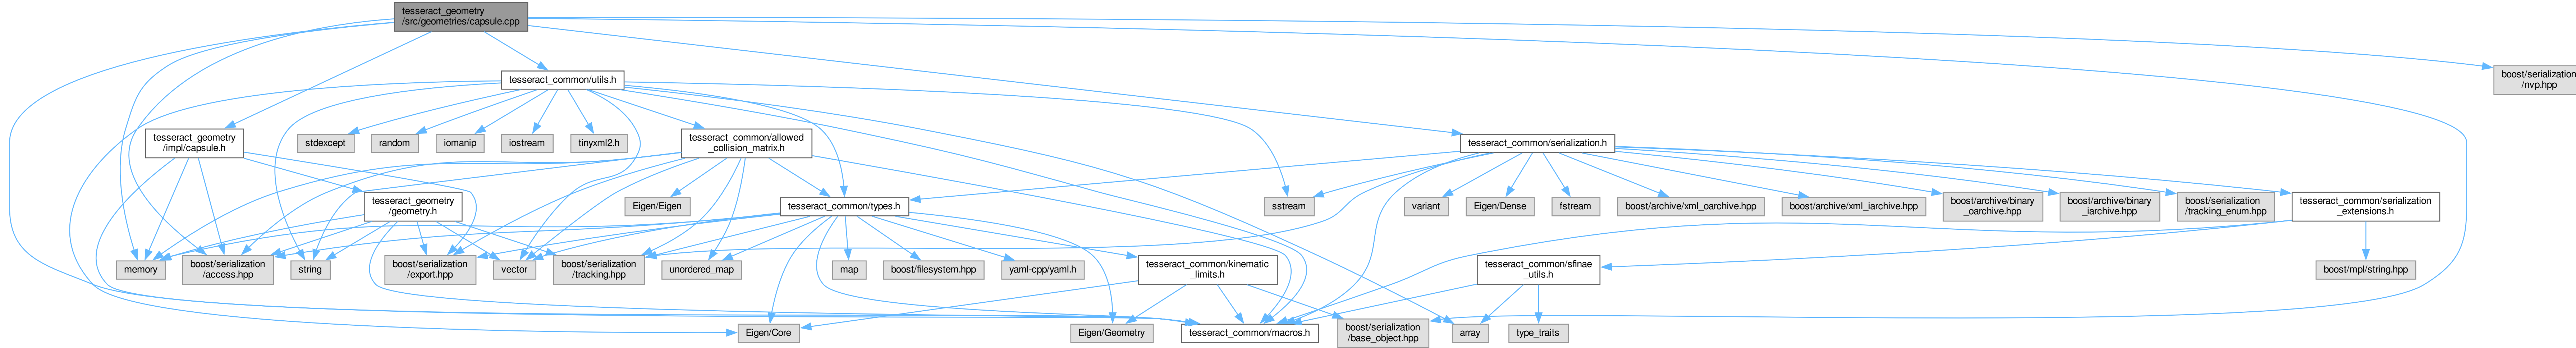 tesseract_geometry
/src/geometries/capsule.cpp
tesseract_common/utils.h
boost/serialization
/nvp.hpp
tesseract_geometry
/impl/capsule.h
stdexcept
random
iomanip
iostream
tinyxml2.h
tesseract_common/allowed
_collision_matrix.h
tesseract_common/serialization.h
tesseract_geometry
/geometry.h
Eigen/Eigen
tesseract_common/types.h
sstream
variant
Eigen/Dense
fstream
boost/archive/xml_oarchive.hpp
boost/archive/xml_iarchive.hpp
boost/archive/binary
_oarchive.hpp
boost/archive/binary
_iarchive.hpp
boost/serialization
/tracking_enum.hpp
tesseract_common/serialization
_extensions.h
memory
boost/serialization
/access.hpp
string
boost/serialization
/export.hpp
vector
boost/serialization
/tracking.hpp
unordered_map
map
boost/filesystem.hpp
yaml-cpp/yaml.h
tesseract_common/kinematic
_limits.h
tesseract_common/sfinae
_utils.h
boost/mpl/string.hpp
Eigen/Core
Eigen/Geometry
tesseract_common/macros.h
boost/serialization
/base_object.hpp
array
type_traits